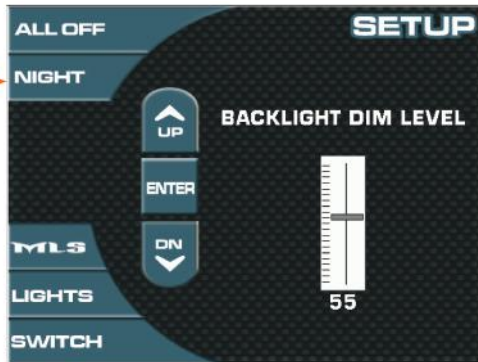 ALL OFF
SETUP
NIGHT
UP
BACKLIGHT DIM LEVEL
ENTER
DN
MLS
LIGHTS
55
SWITCH